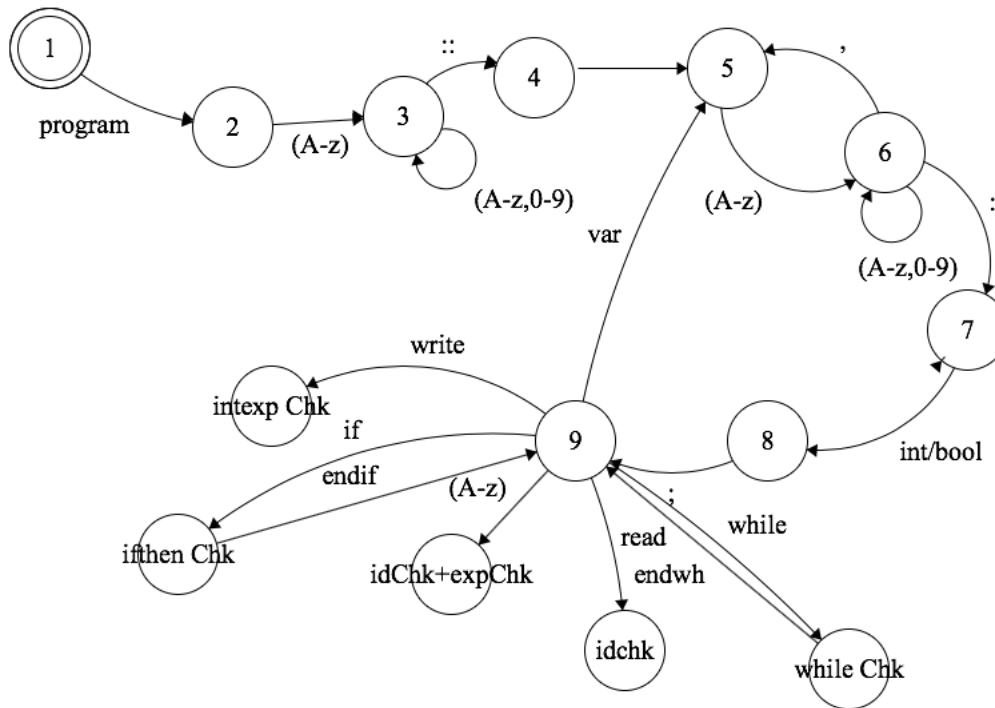 1
::
4
5
,
program
2
(A-z)
3
6
(A-z,0-9)
(A-z)
:
var
(A-z,0-9)
7
write
intexp Chk
if
9
8
int/bool
endif
(A-z)
;
while
ifthen Chk
read
idChk+expChk
endwh
idchk
while Chk